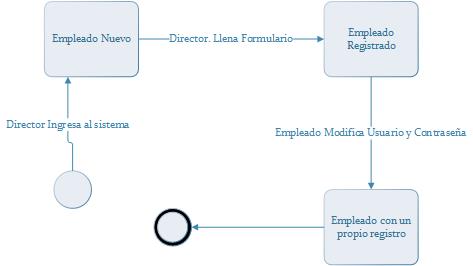 Empleado Nuevo
Director. Llena Formulario
Empleado
Registrado
Director Ingresa al sistema
Empleado Modifica Usuario y Contraseña
Empleado con un
propio registro